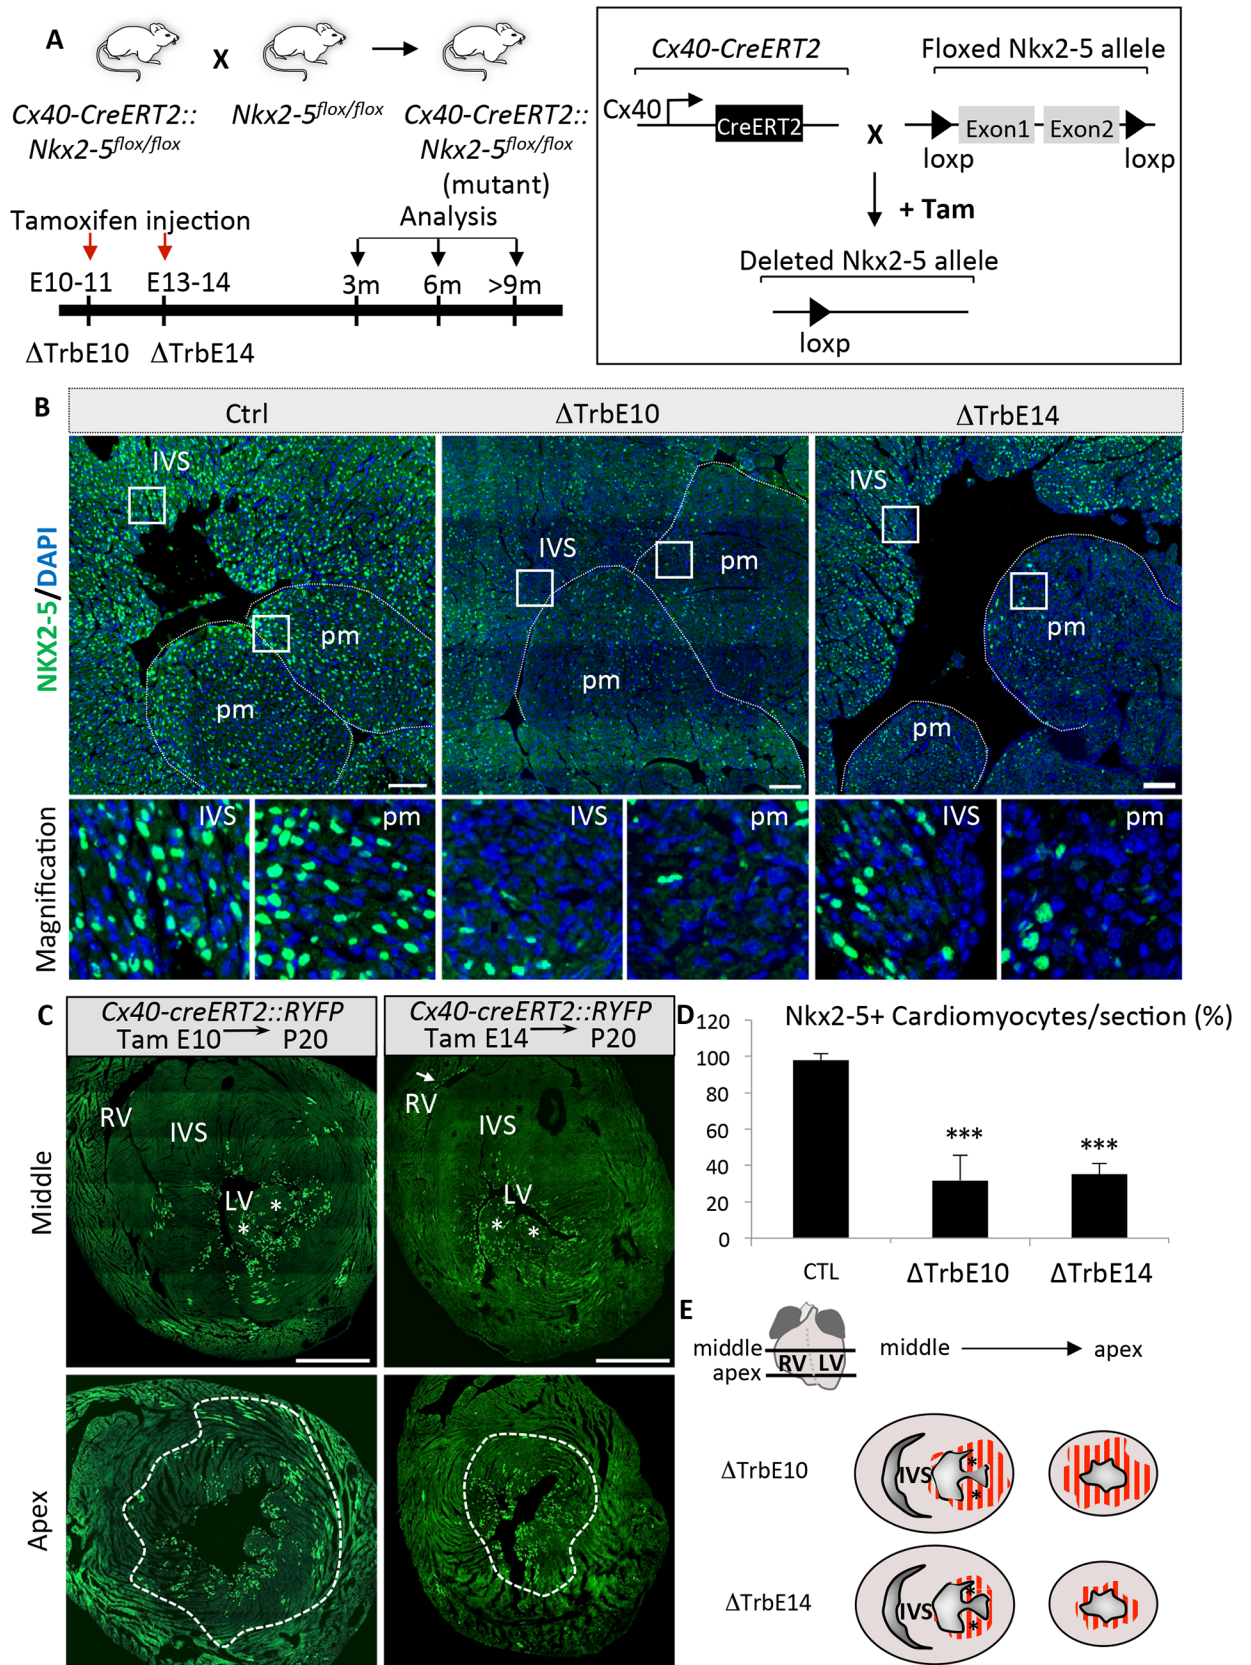 A
X
Cx40-CreERT2::
Nkx2-5flox/flox
Nkx2-5flox/flox
Cx40-CreERT2::
Nkx2-5flox/flox
(mutant)
Tamoxifen injection
Analysis
E10-11
E13-14
3m
6m
>9m
ΔTrbE10
ΔTrbE14
Cx40-CreERT2
Floxed Nkx2-5 allele
Cx40
CreERT2
X
Exon1
Exon2
loxp
loxp
+ Tam
Deleted Nkx2-5 allele
loxp
B
Ctrl
ΔTrbE10
ΔTrbE14
NKX2-5/DAPI
IVS
pm
pm
IVS
pm
pm
IVS
pm
pm
Magnification
IVS
pm
IVS
pm
IVS
pm
C
Cx40-creERT2::RYFP
Tam E10 → P20
Cx40-creERT2::RYFP
Tam E14 → P20
Middle
RV
IVS
LV
*
*
RV
IVS
LV
*
*
Apex
D
Nkx2-5+ Cardiomyocytes/section (%)
120
100
80
60
40
20
0
***
***
CTL
ΔTrbE10
ΔTrbE14
E
middle
apex
RV
LV
middle
apex
ΔTrbE10
IVS
*
*
ΔTrbE14
IVS
*
*